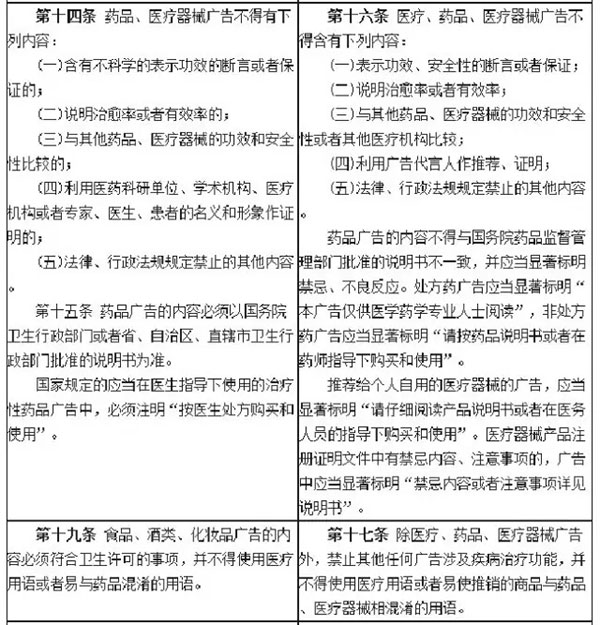 第十四条 药品、医疗器械广告不得有下
列内容：
(一)含有不科学的表示功效的断言或者保
证的；
(二)说明治愈率或者有效率的；
(三)与其他药品、医疗器械的功效和安全
性比较的；
(四)利用医药科研单位、学术机构、医疗
机构或者专家、医生、患者的名义和形象作证
明的；
(五)法律、行政法规规定禁止的其他内容
。
第十五条 药品广告的内容必须以国务院
卫生行政部门或者省、自治区、直辖市卫生行
政部门批准的说明书为准。
国家规定的应当在医生指导下使用的治疗
性药品广告中，必须注明“按医生处方购买和
使用”。
第十六条 医疗、药品、医疗器械广告不
得含有下列内容：
(一)表示功效、安全性的断言或者保证；
(二)说明治愈率或者有效率；
(三)与其他药品、医疗器械的功效和安全
性或者其他医疗机构比较；
(四)利用广告代言人作推荐、证明；
(五)法律、行政法规规定禁止的其他内容
。
药品广告的内容不得与国务院药品监督管
理部门批准的说明书不一致，并应当显著标明
禁忌、不良反应。处方药广告应当显著标明“
本广告仅供医学药学专业人士阅读”，非处方
药广告应当显著标明“请按药品说明书或者在
药师指导下购买和使用”。
推荐给个人自用的医疗器械的广告，应当
显著标明“请仔细阅读产品说明书或者在医务
人员的指导下购买和使用”。医疗器械产品注
册证明文件中有禁忌内容、注意事项的，广告
中应当显著标明“禁忌内容或者注意事项详见
说明书”。
第十九条 食品、酒类、化妆品广告的内
容必须符合卫生许可的事项，并不得使用医疗
用语或者易与药品混淆的用语。
第十七条 除医疗、药品、医疗器械广告
外，禁止其他任何广告涉及疾病治疗功能，并
不得使用医疗用语或者易使推销的商品与药品
、医疗器械相混淆的用语。